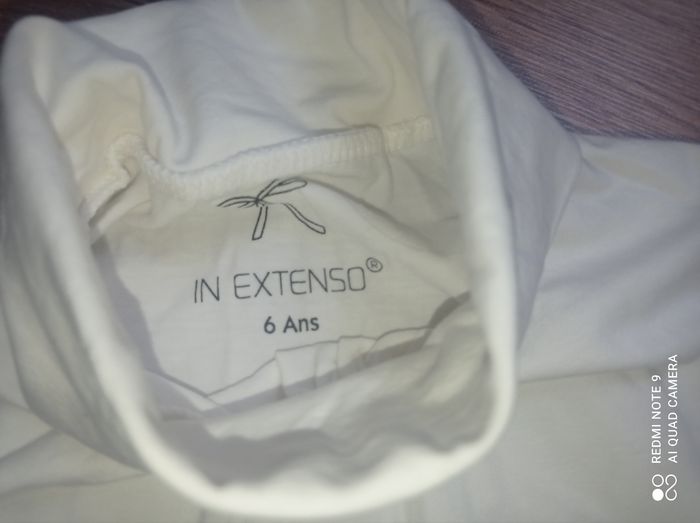 IN EXTENSO®
6 Ans
REDMI NOTE 9
AI QUAD CAMERA